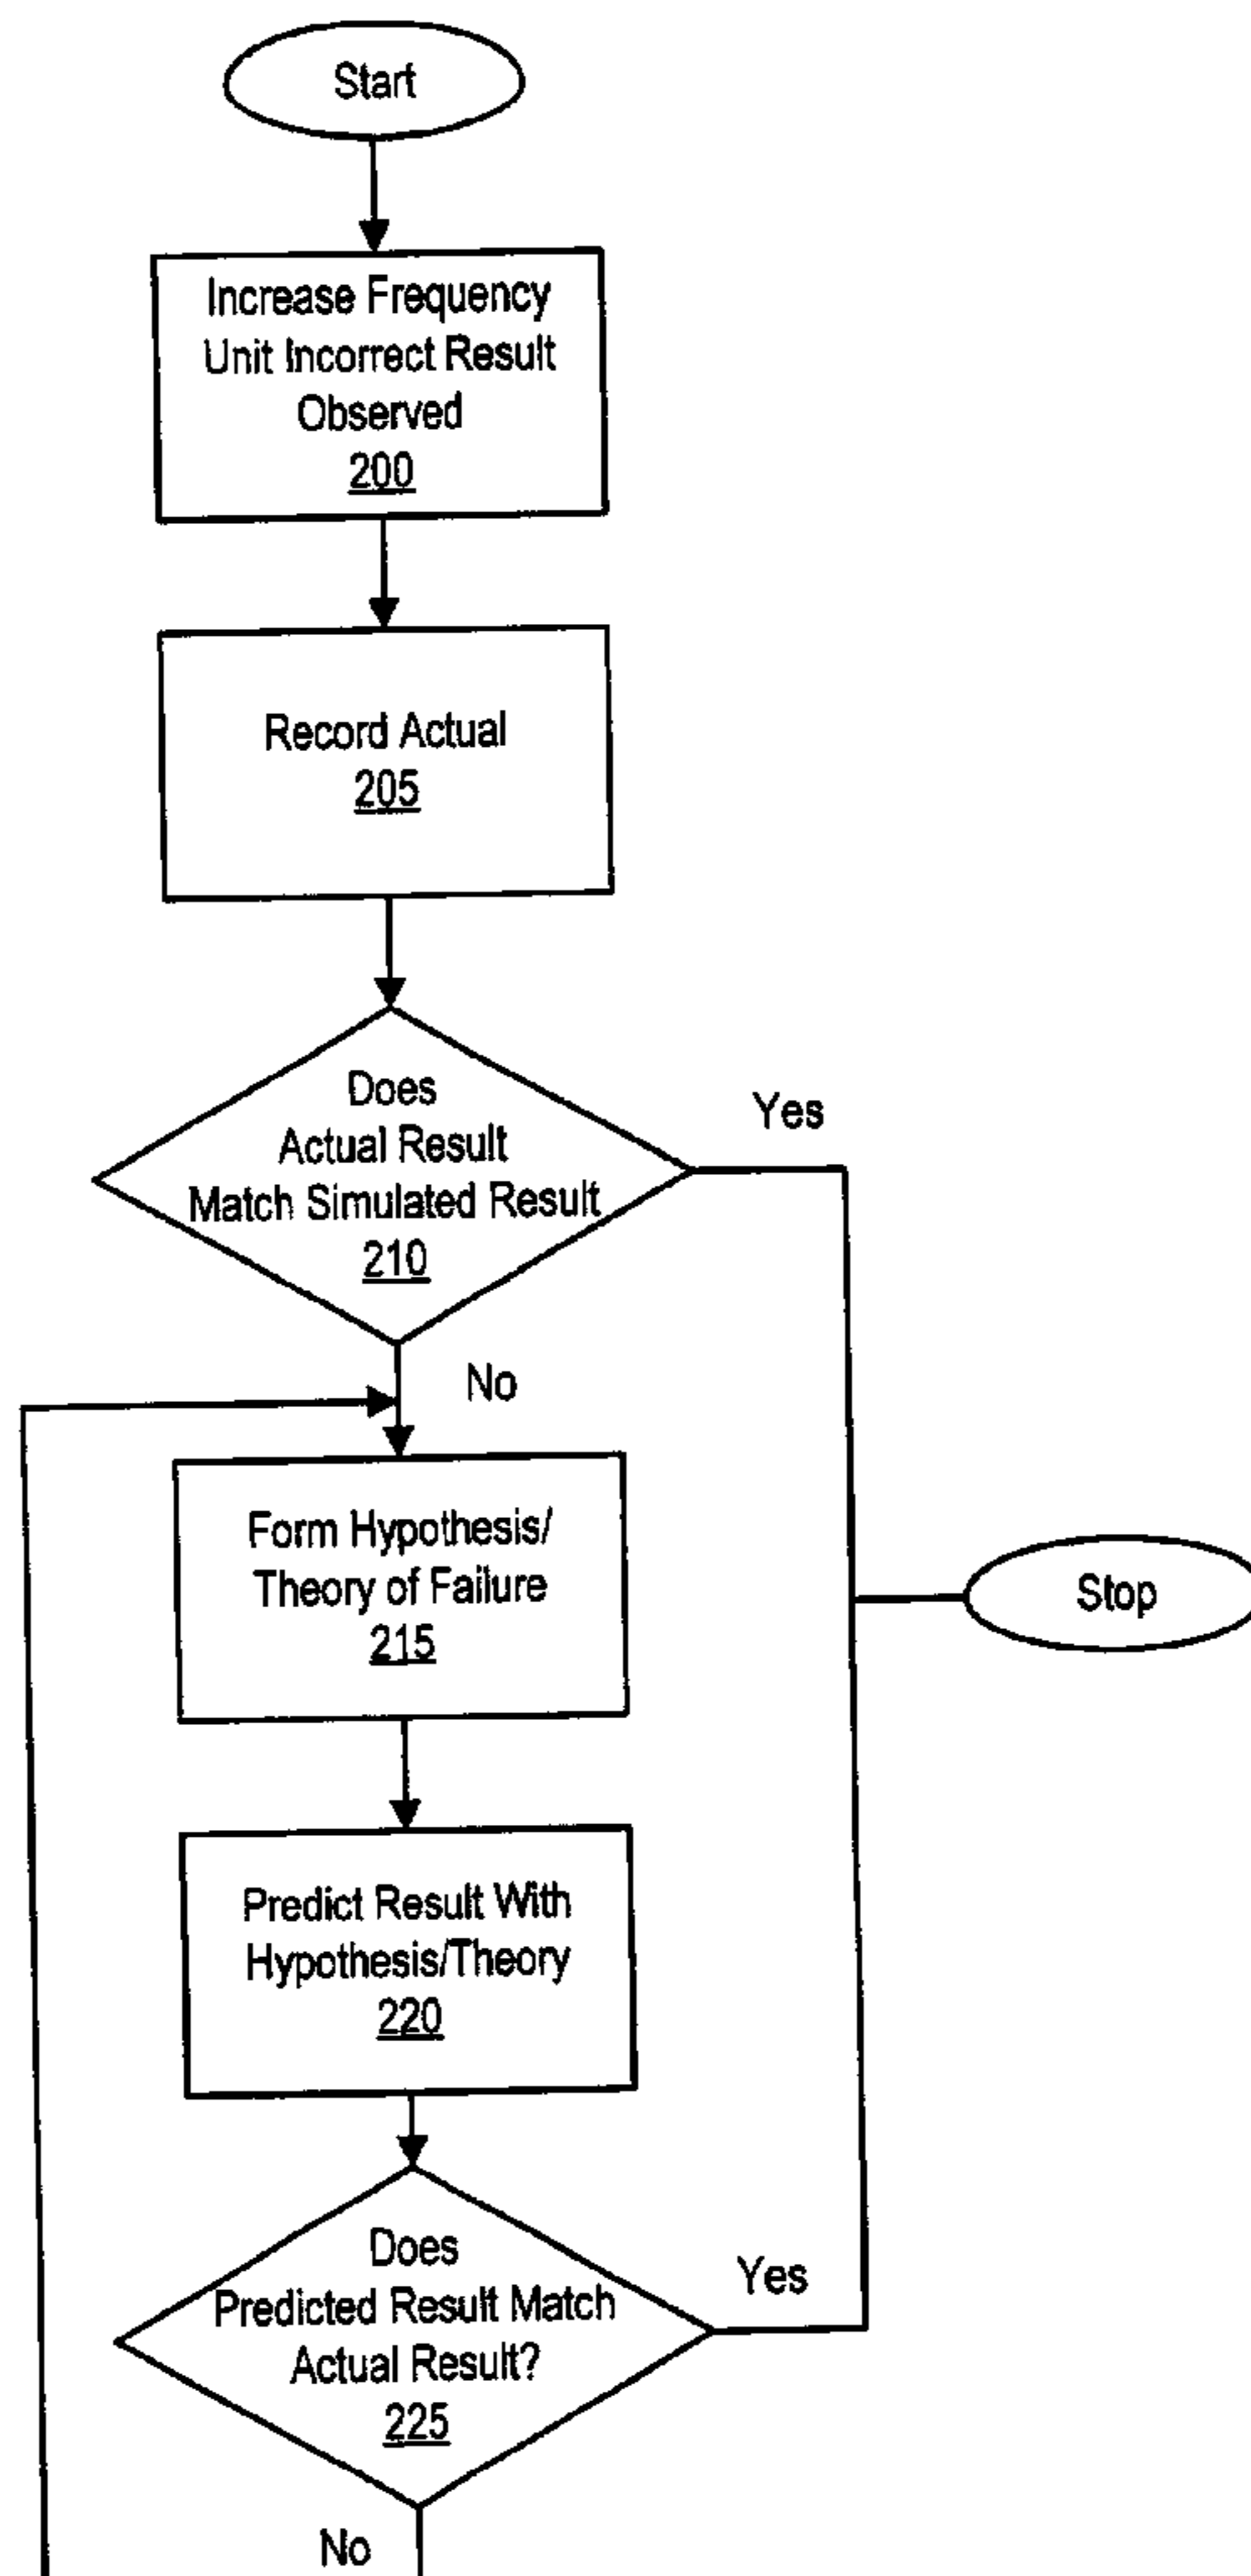 Start
Increase Frequency
Unit Incorrect Result
Observed
200
Record Actual
205
Does
Actual Result
Match Simulated Result
210
Yes
No
Form Hypothesis/
Theory of Failure
215
Stop
Predict Result With
Hypothesis/Theory
220
Does
Predicted Result Match
Actual Result?
225
Yes
No